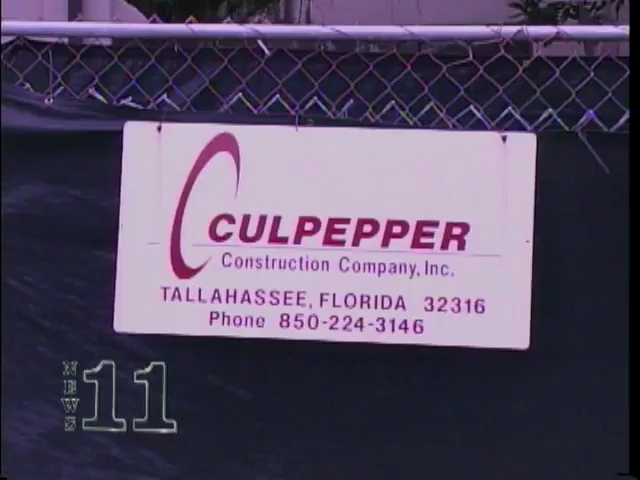 CULPEPPER
Construction Company, Inc.
TALLAHASSEE, FLORIDA 32316
Phone 850-224-3146
NEWS 11